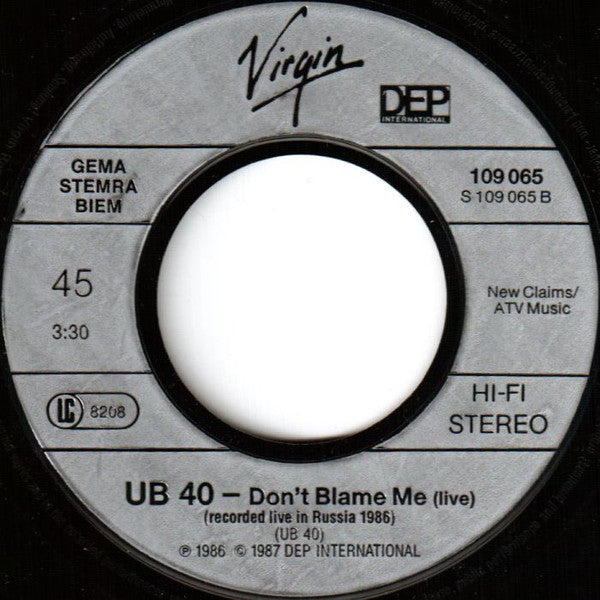 Virgin
DEP
INTERNATIONAL
GEMA
STEMRA
BIEM
109 065
S 109 065 B
45
3:30
New Claims/
ATV Music
LC 8208
HI-FI
STEREO
UB 40 – Don't Blame Me (live)
(recorded live in Russia 1986)
(UB 40)
℗ 1986 © 1987 DEP INTERNATIONAL